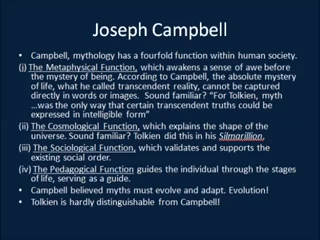 Joseph Campbell
• Campbell, mythology has a fourfold function within human society.
(i) The Metaphysical Function, which awakens a sense of awe before
the mystery of being. According to Campbell, the absolute mystery
of life, what he called transcendent reality, cannot be captured
directly in words or images. Sound familiar? "For Tolkien, myth
…was the only way that certain transcendent truths could be
expressed in intelligible form"
(ii) The Cosmological Function, which explains the shape of the
universe. Sound familiar? Tolkien did this in his Silmarillion.
(iii) The Sociological Function, which validates and supports the
existing social order.
(iv) The Pedagogical Function guides the individual through the stages
of life, serving as a guide.
• Campbell believed myths must evolve and adapt. Evolution!
• Tolkien is hardly distinguishable from Campbell!